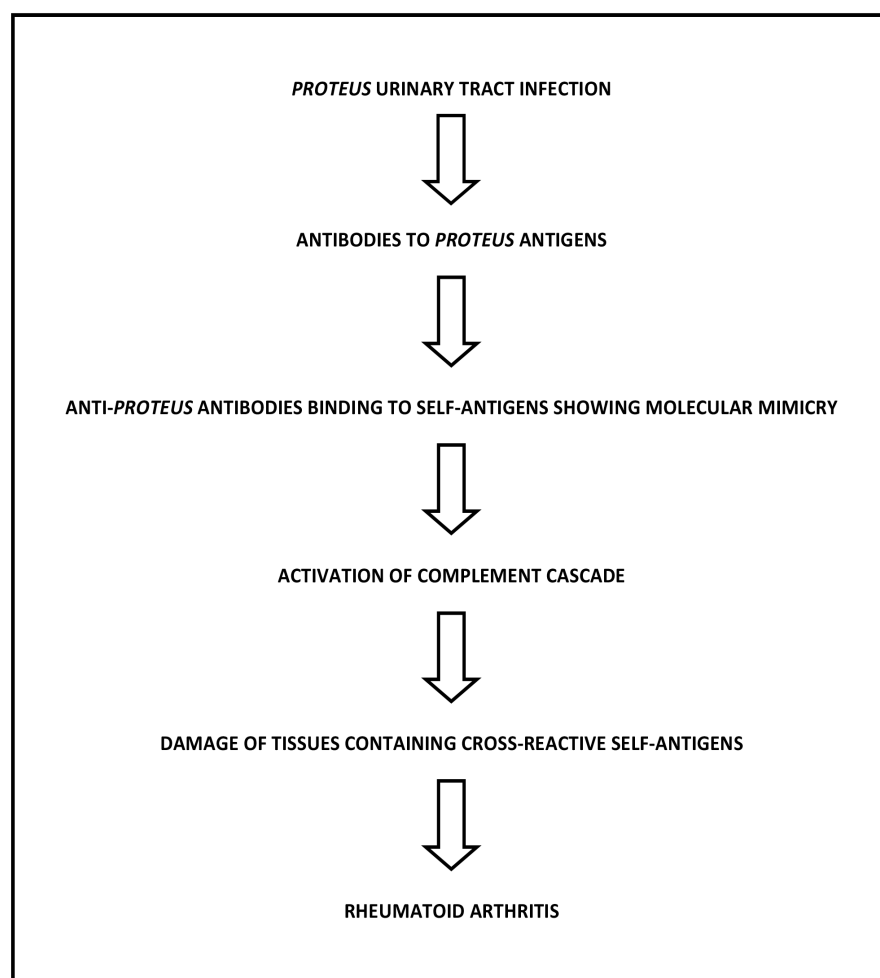 PROTEUS URINARY TRACT INFECTION
ANTIBODIES TO PROTEUS ANTIGENS
ANTI-PROTEUS ANTIBODIES BINDING TO SELF-ANTIGENS SHOWING MOLECULAR MIMICRY
ACTIVATION OF COMPLEMENT CASCADE
DAMAGE OF TISSUES CONTAINING CROSS-REACTIVE SELF-ANTIGENS
RHEUMATOID ARTHRITIS